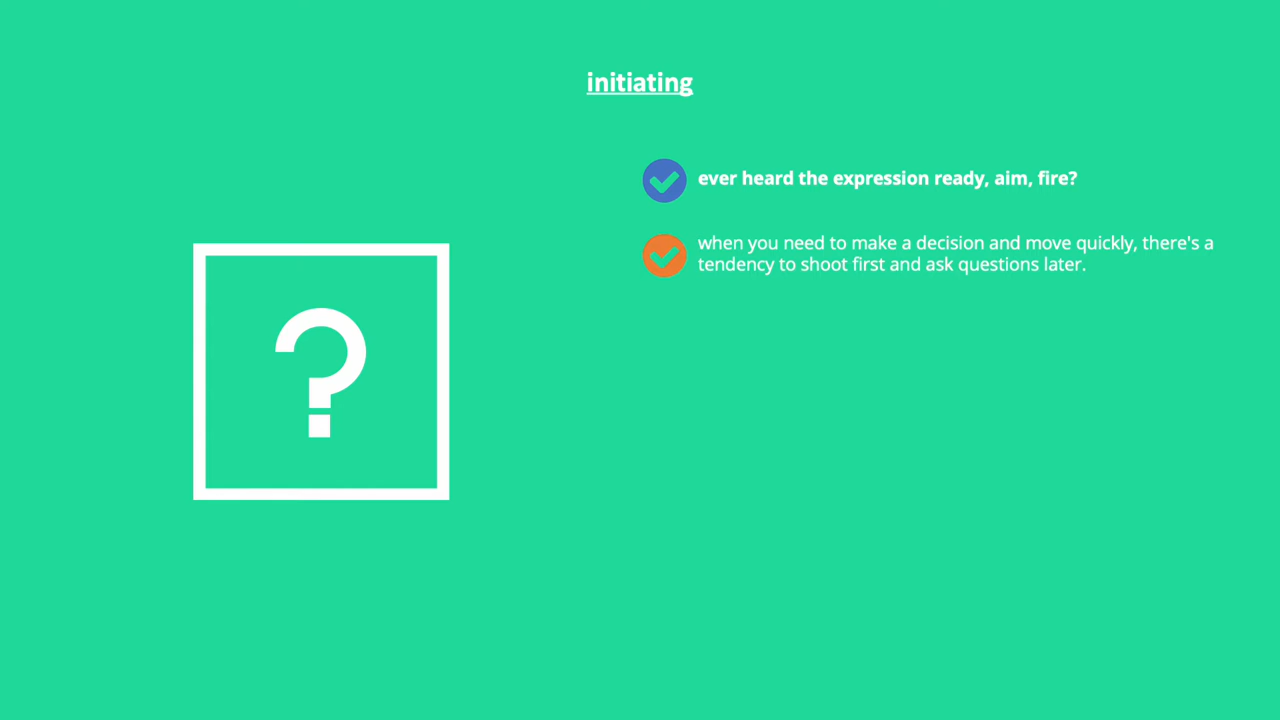 initiating
ever heard the expression ready, aim, fire?
when you need to make a decision and move quickly, there's a
tendency to shoot first and ask questions later.
?